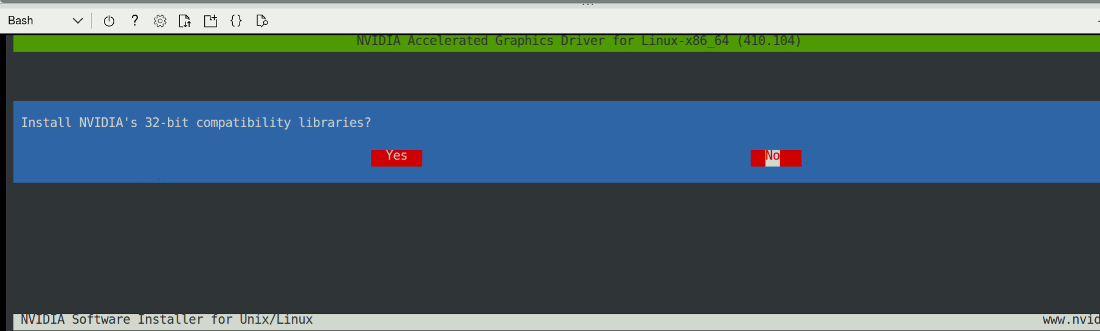 Bash
NVIDIA Accelerated Graphics Driver for Linux-x86_64 (410.104)
Install NVIDIA's 32-bit compatibility libraries?
Yes No
NVIDIA Software Installer for Unix/Linux www.nvid